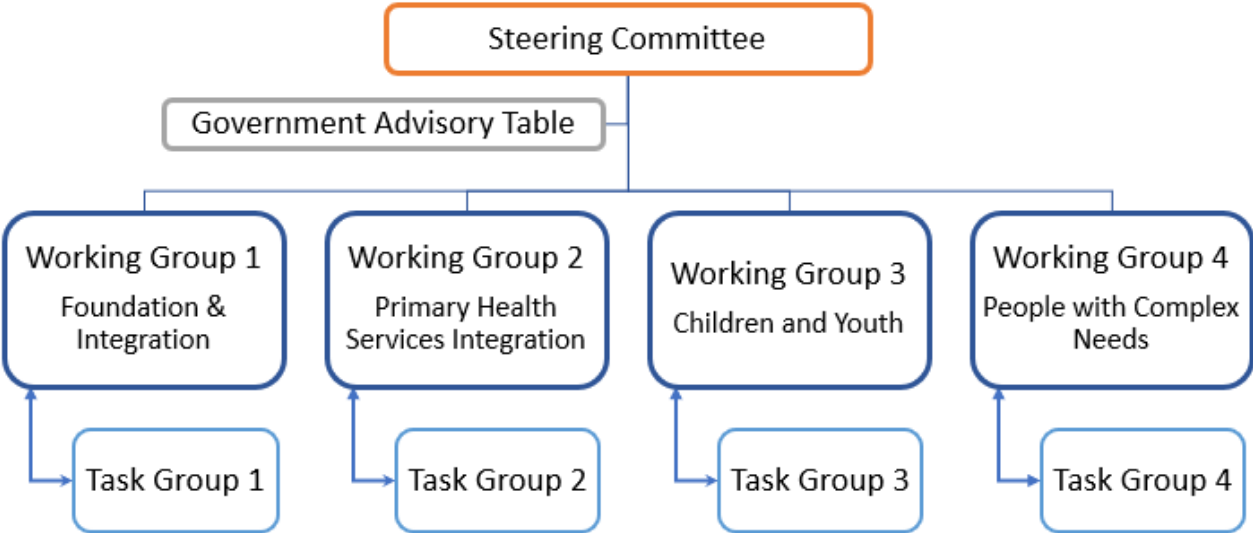 Steering Committee
Government Advisory Table
Working Group 1
Foundation &
Integration
Working Group 2
Primary Health
Services Integration
Working Group 3
Children and Youth
Working Group 4
People with Complex
Needs
Task Group 1
Task Group 2
Task Group 3
Task Group 4